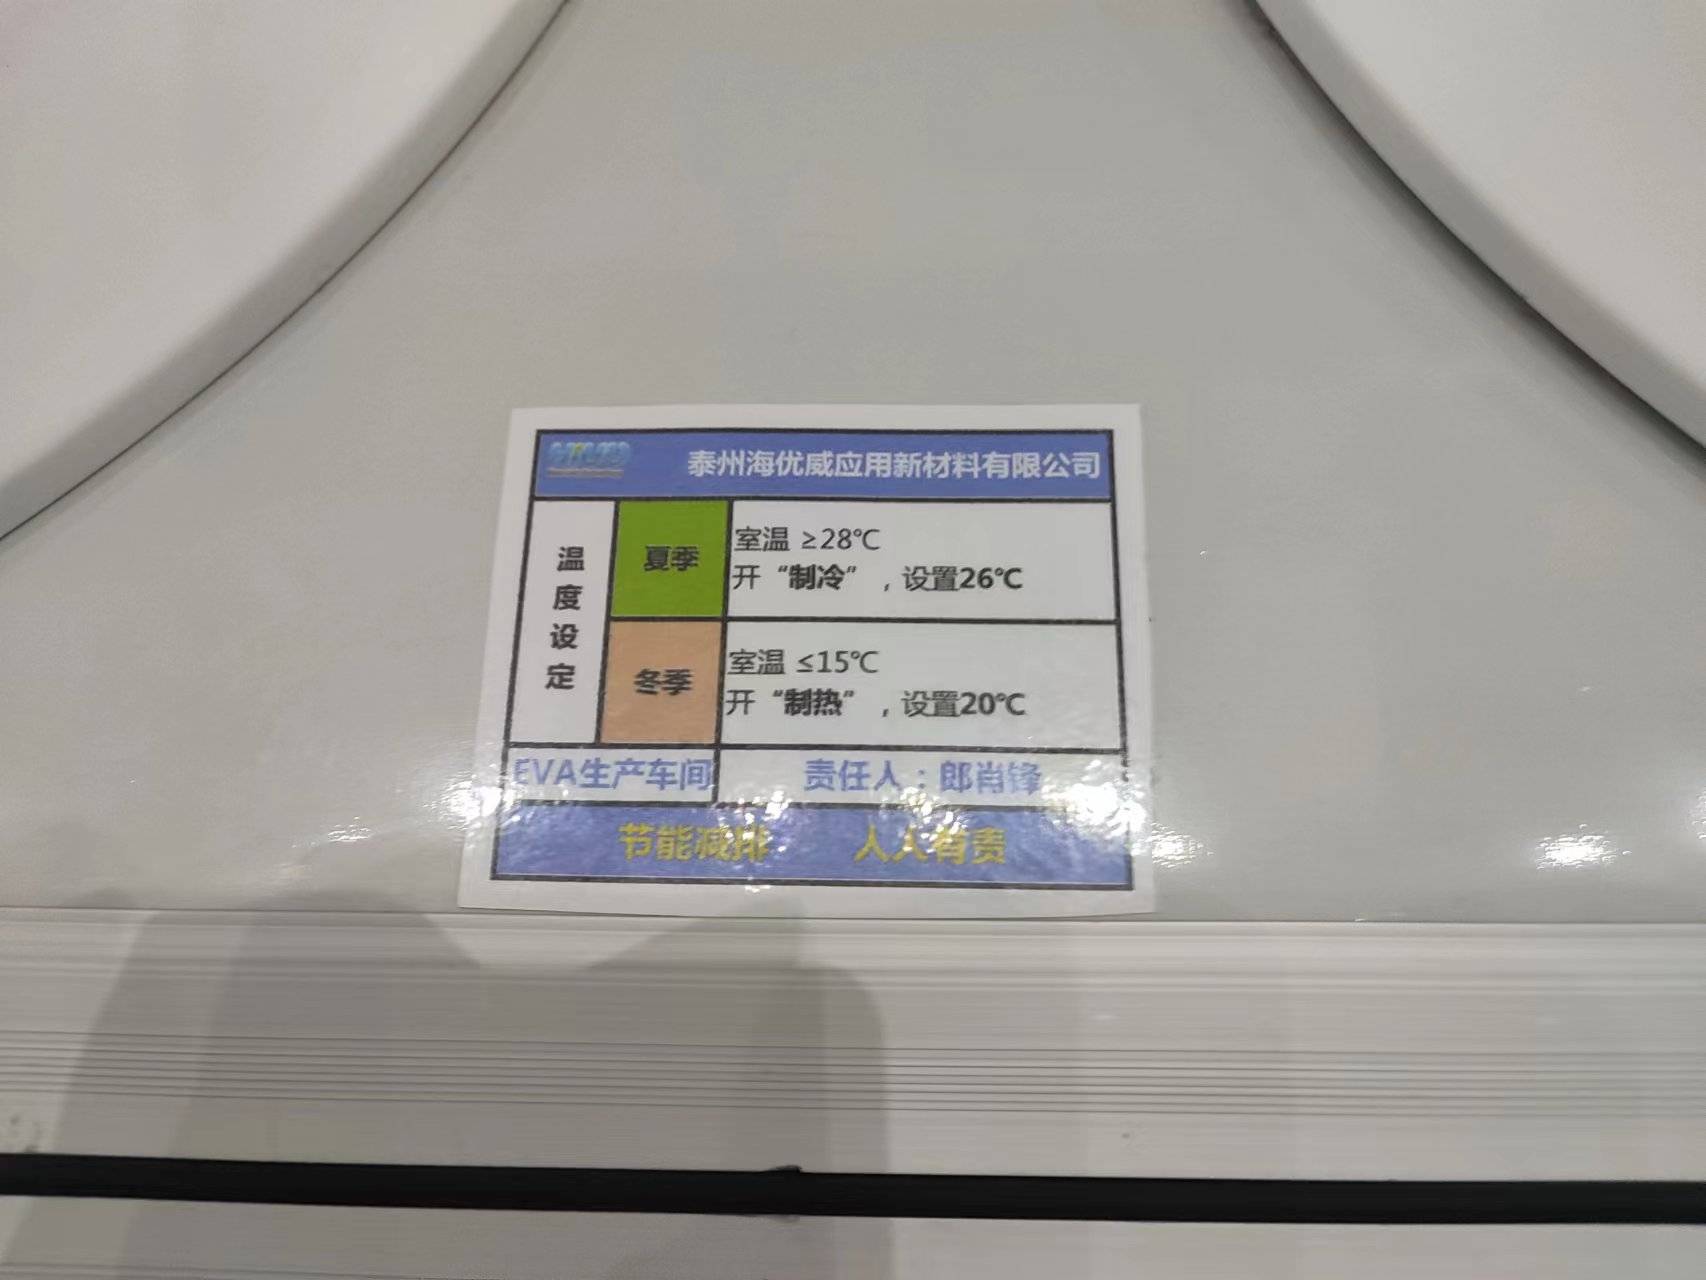 HIUV
泰州海优威应用新材料有限公司
温度设定
夏季
室温 ≥28℃
开“制冷”，设置26℃
冬季
室温 ≤15℃
开“制热”，设置20℃
EVA生产车间
责任人：郎肖锋
节能减排 人人有责